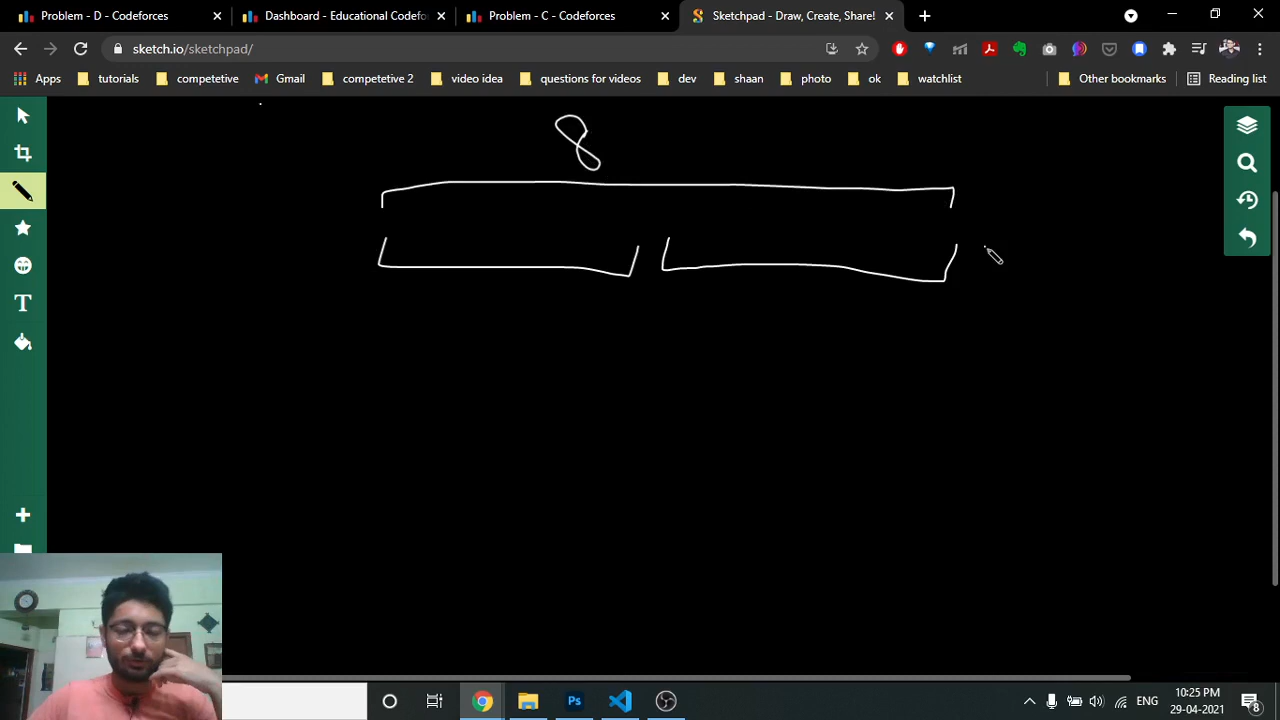 Problem - D - Codeforces
Dashboard - Educational Codefo
Problem - C - Codeforces
Sketchpad - Draw, Create, Share!
sketch.io/sketchpad/
Apps tutorials competetive Gmail competetive 2 video idea questions for videos dev shaan photo ok watchlist Other bookmarks Reading list
8
T
Ps
ENG
10:25 PM
29-04-2021
8